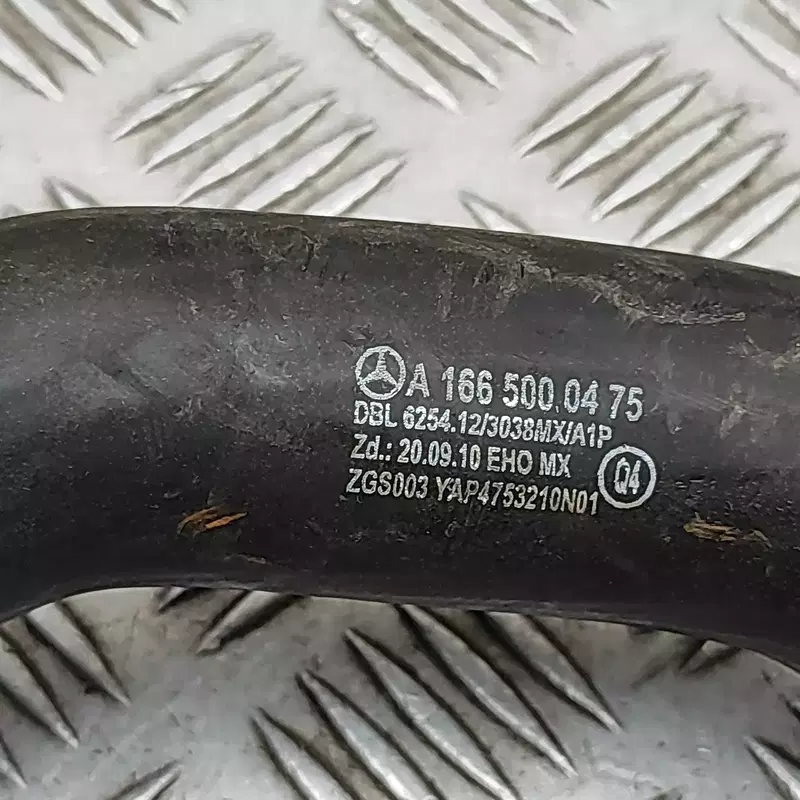 A 166 500 04 75
DBL 6254.12/3038MX/A1P
Zd.: 20.09.10 EHO MX
ZGS003 YAP4753210N01
Q4